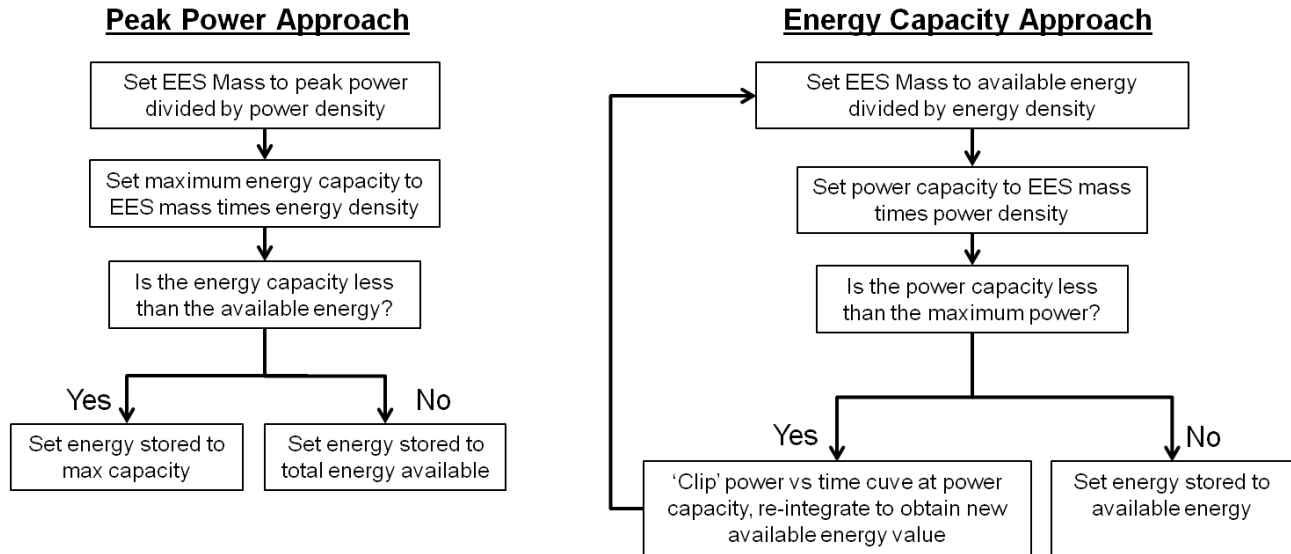 Peak Power Approach
Set EES Mass to peak power
divided by power density
Set maximum energy capacity to
EES mass times energy density
Is the energy capacity less
than the available energy?
Yes
No
Set energy stored to
max capacity
Set energy stored to
total energy available
Energy Capacity Approach
Set EES Mass to available energy
divided by energy density
Set power capacity to EES mass
times power density
Is the power capacity less
than the maximum power?
Yes
No
‘Clip’ power vs time cuve at power
capacity, re-integrate to obtain new
available energy value
Set energy stored to
available energy